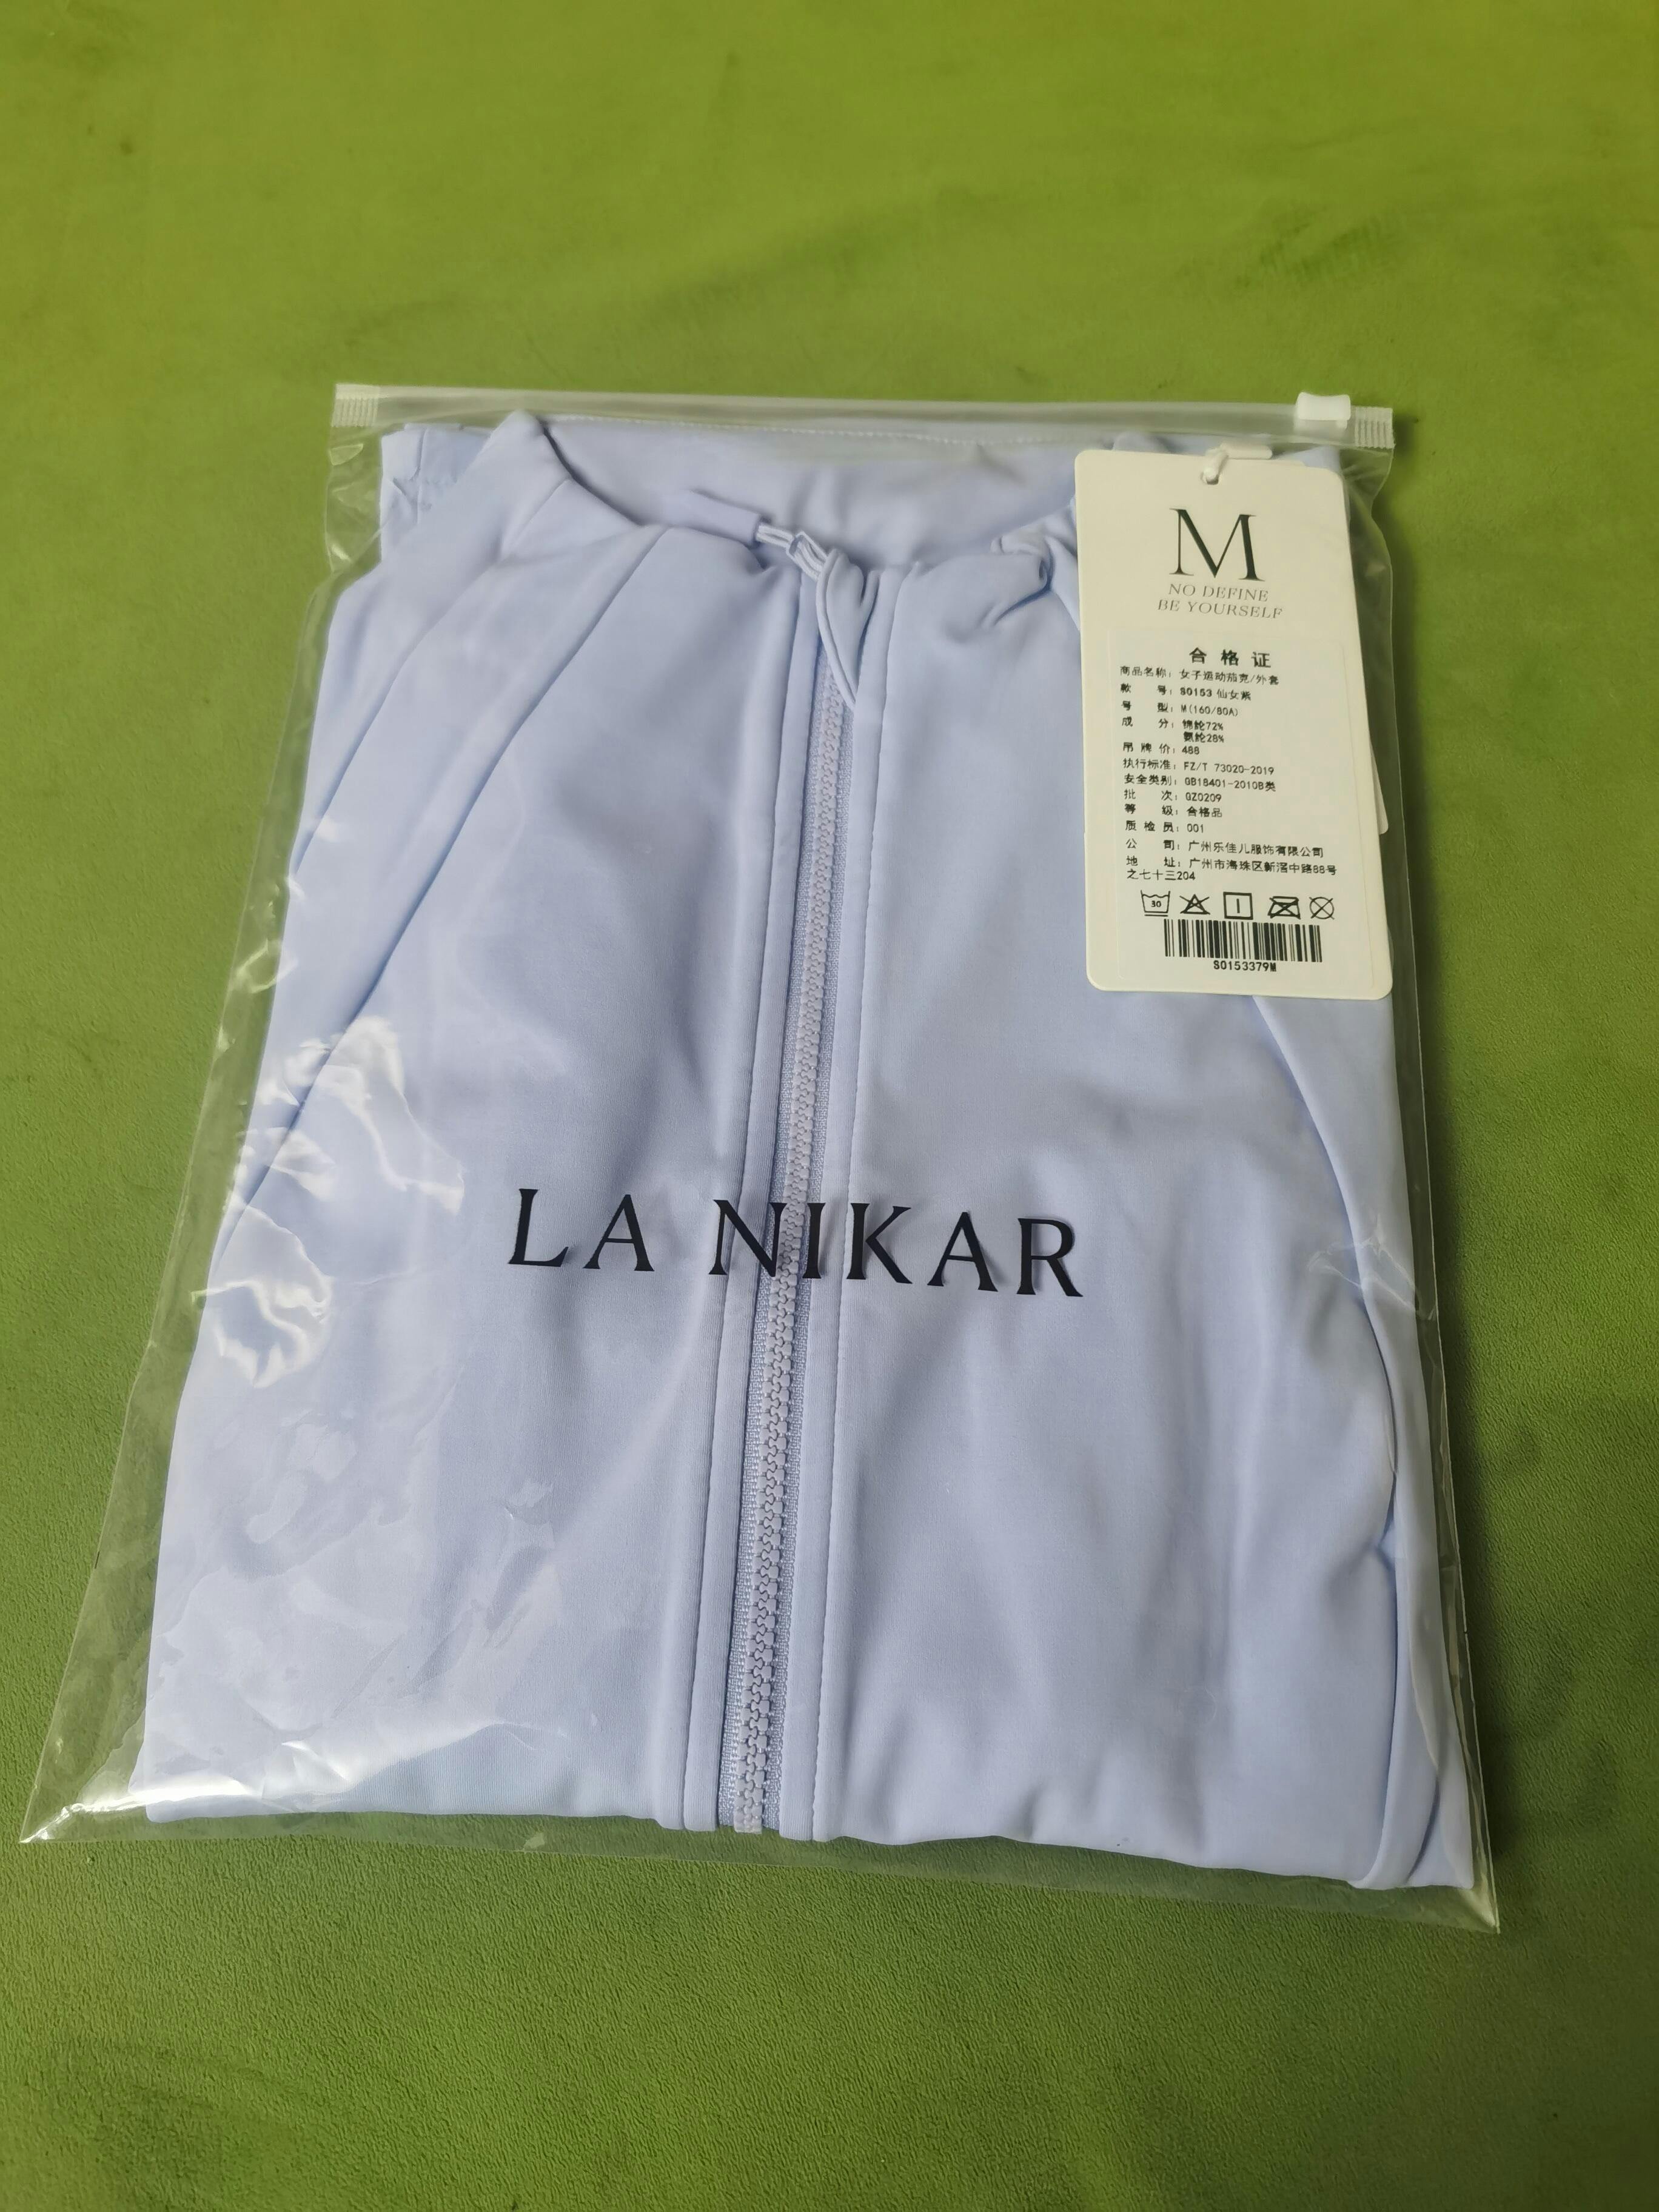 M
NO DEFINE
BE YOURSELF
合格证
商品名称：女子运动茄克/外套
款 号：S0153 仙女紫
号 型：M(160/80A)
成 分：锦纶72%
氨纶28%
吊牌价：488
执行标准：FZ/T 73020-2019
安全类别：GB18401-2010B类
批 次：GZ0209
等 级：合格品
质检员：001
公 司：广州乐佳儿服饰有限公司
地 址：广州市海珠区新滘中路88号
之七十三204
30
S0153379M
LA NIKAR